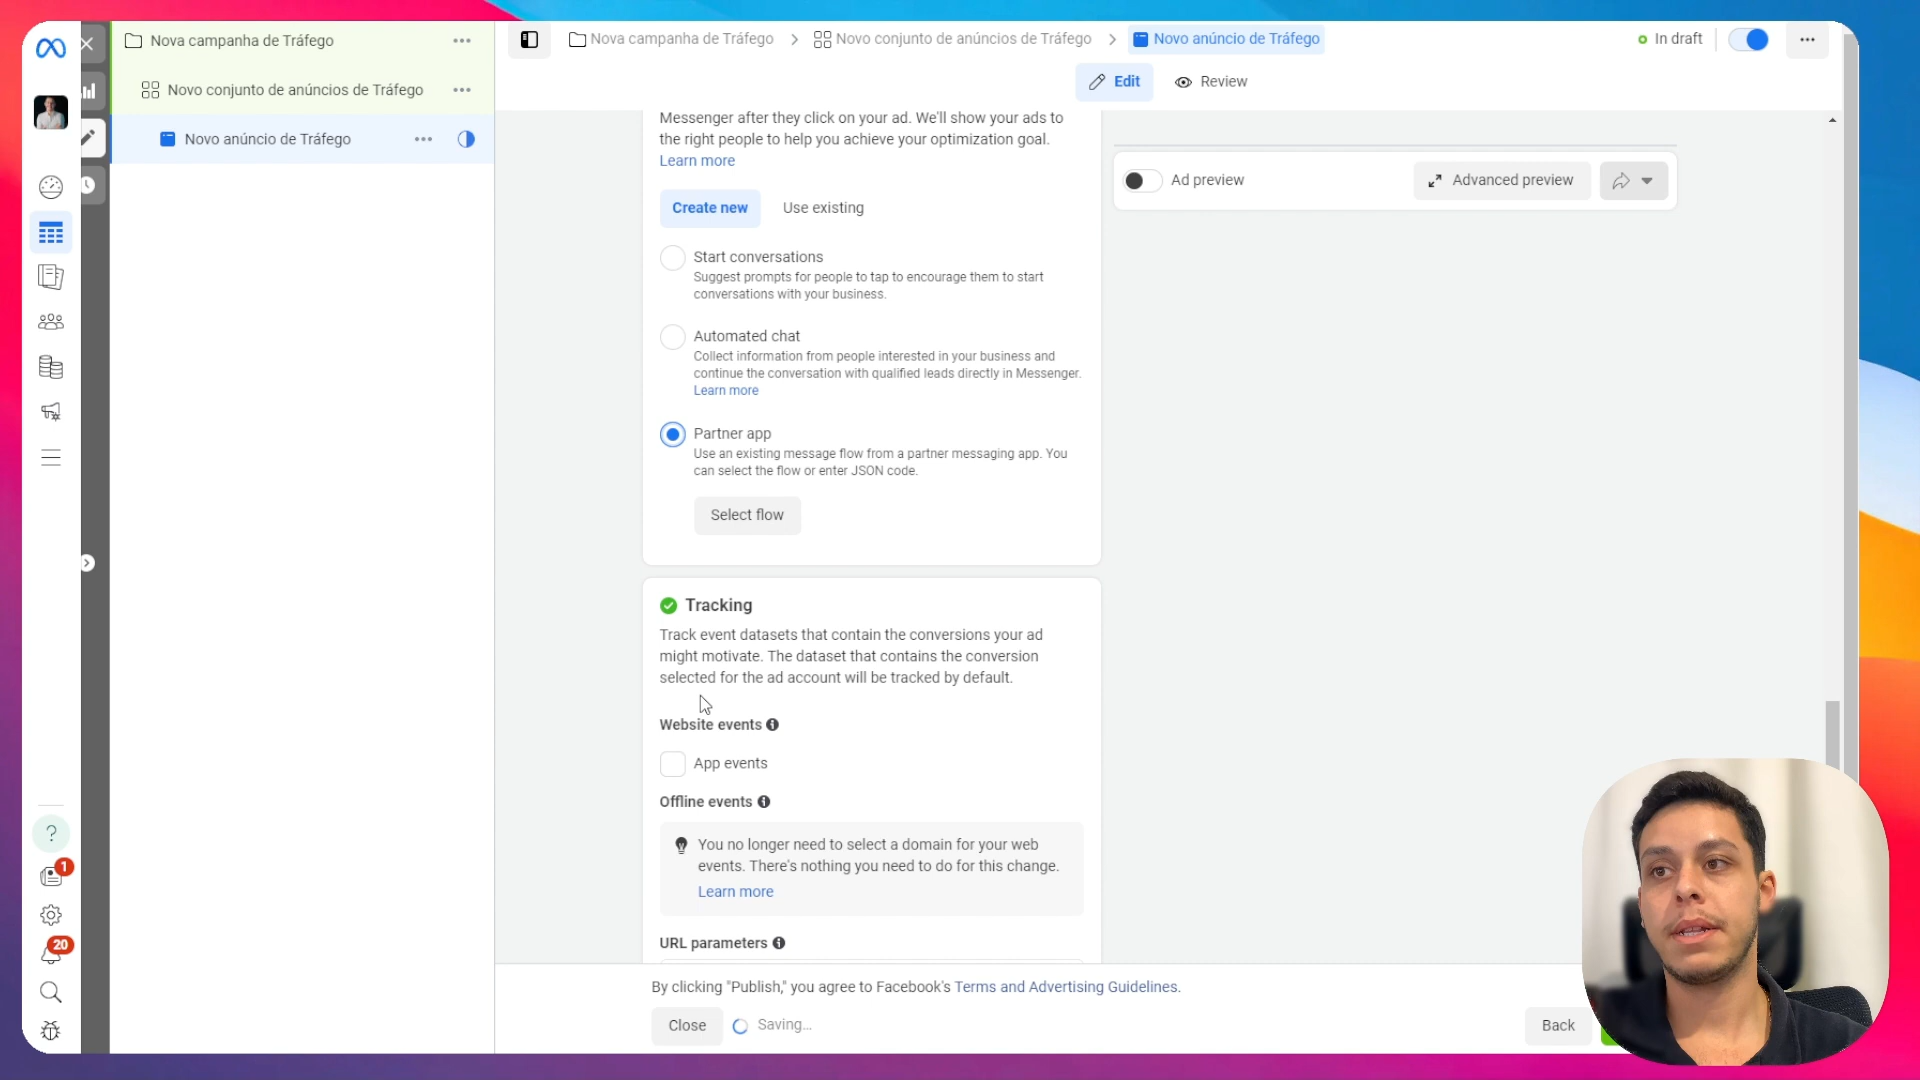 Nova campanha de Tráfego
Novo conjunto de anúncios de Tráfego
Novo anúncio de Tráfego
1
20
Nova campanha de Tráfego
Novo conjunto de anúncios de Tráfego
Novo anúncio de Tráfego
In draft
Edit
Review
Messenger after they click on your ad. We'll show your ads to
the right people to help you achieve your optimization goal.
Learn more
Create new
Use existing
Start conversations
Suggest prompts for people to tap to encourage them to start
conversations with your business.
Automated chat
Collect information from people interested in your business and
continue the conversation with qualified leads directly in Messenger.
Learn more
Partner app
Use an existing message flow from a partner messaging app. You
can select the flow or enter JSON code.
Select flow
Ad preview
Advanced preview
Tracking
Track event datasets that contain the conversions your ad
might motivate. The dataset that contains the conversion
selected for the ad account will be tracked by default.
Website events
App events
Offline events
You no longer need to select a domain for your web
events. There's nothing you need to do for this change.
Learn more
URL parameters
By clicking "Publish," you agree to Facebook's Terms and Advertising Guidelines.
Close
Saving...
Back